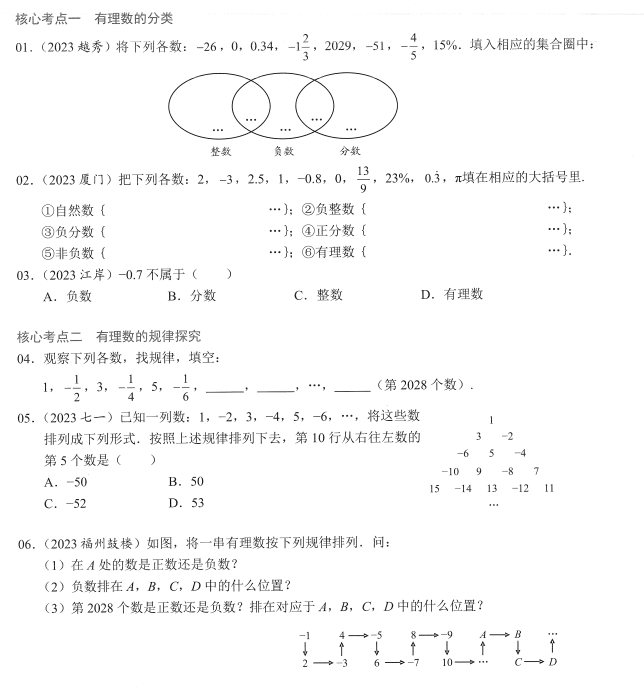 核心考点一 有理数的分类
01.（2023 越秀）将下列各数：−26，0，0.34，−1 2/3，2029，−51，−4/5，15%．填入相应的集合圈中：
… … … … …
整数 负数 分数
02.（2023 厦门）把下列各数：2，−3，2.5，1，−0.8，0，13/9，23%，0.3̇，π填在相应的大括号里.
①自然数｛ …｝；②负整数｛ …｝；
③负分数｛ …｝；④正分数｛ …｝；
⑤非负数｛ …｝；⑥有理数｛ …｝.
03.（2023 江岸）−0.7 不属于（ ）
A．负数 B．分数 C．整数 D．有理数
核心考点二 有理数的规律探究
04．观察下列各数，找规律，填空：
1，−1/2，3，−1/4，5，−1/6，_____，_____，…，_____（第 2028 个数）.
05.（2023 七一）已知一列数：1，−2，3，−4，5，−6，…，将这些数
排列成下列形式．按照上述规律排列下去，第 10 行从右往左数的
第 5 个数是（ ）
A．−50 B．50
C．−52 D．53
1
3 −2
−6 5 −4
−10 9 −8 7
15 −14 13 −12 11
…
06.（2023 福州鼓楼）如图，将一串有理数按下列规律排列．问：
（1）在 A 处的数是正数还是负数？
（2）负数排在 A，B，C，D 中的什么位置？
（3）第 2028 个数是正数还是负数？排在对应于 A，B，C，D 中的什么位置？
−1 4→−5 8→−9 A→B …
↓ ↑ ↓ ↑ ↓ ↑ ↓ ↑
2→−3 6→−7 10→… C→D